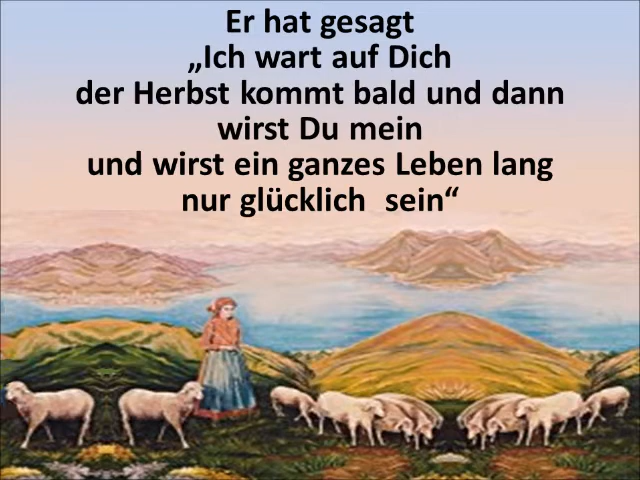 Er hat gesagt
„Ich wart auf Dich
der Herbst kommt bald und dann
wirst Du mein
und wirst ein ganzes Leben lang
nur glücklich sein“